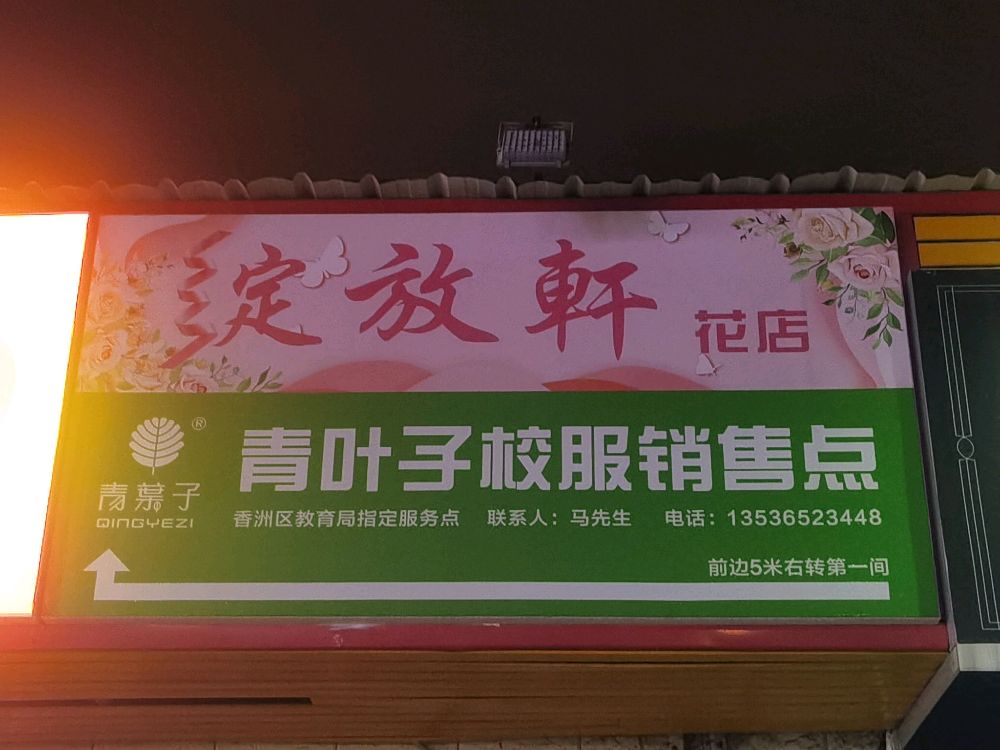 绽放軒 花店
®
青叶子校服销售点
青葉子
QINGYEZI
香洲区教育局指定服务点 联系人：马先生 电话：13536523448
前边5米右转第一间